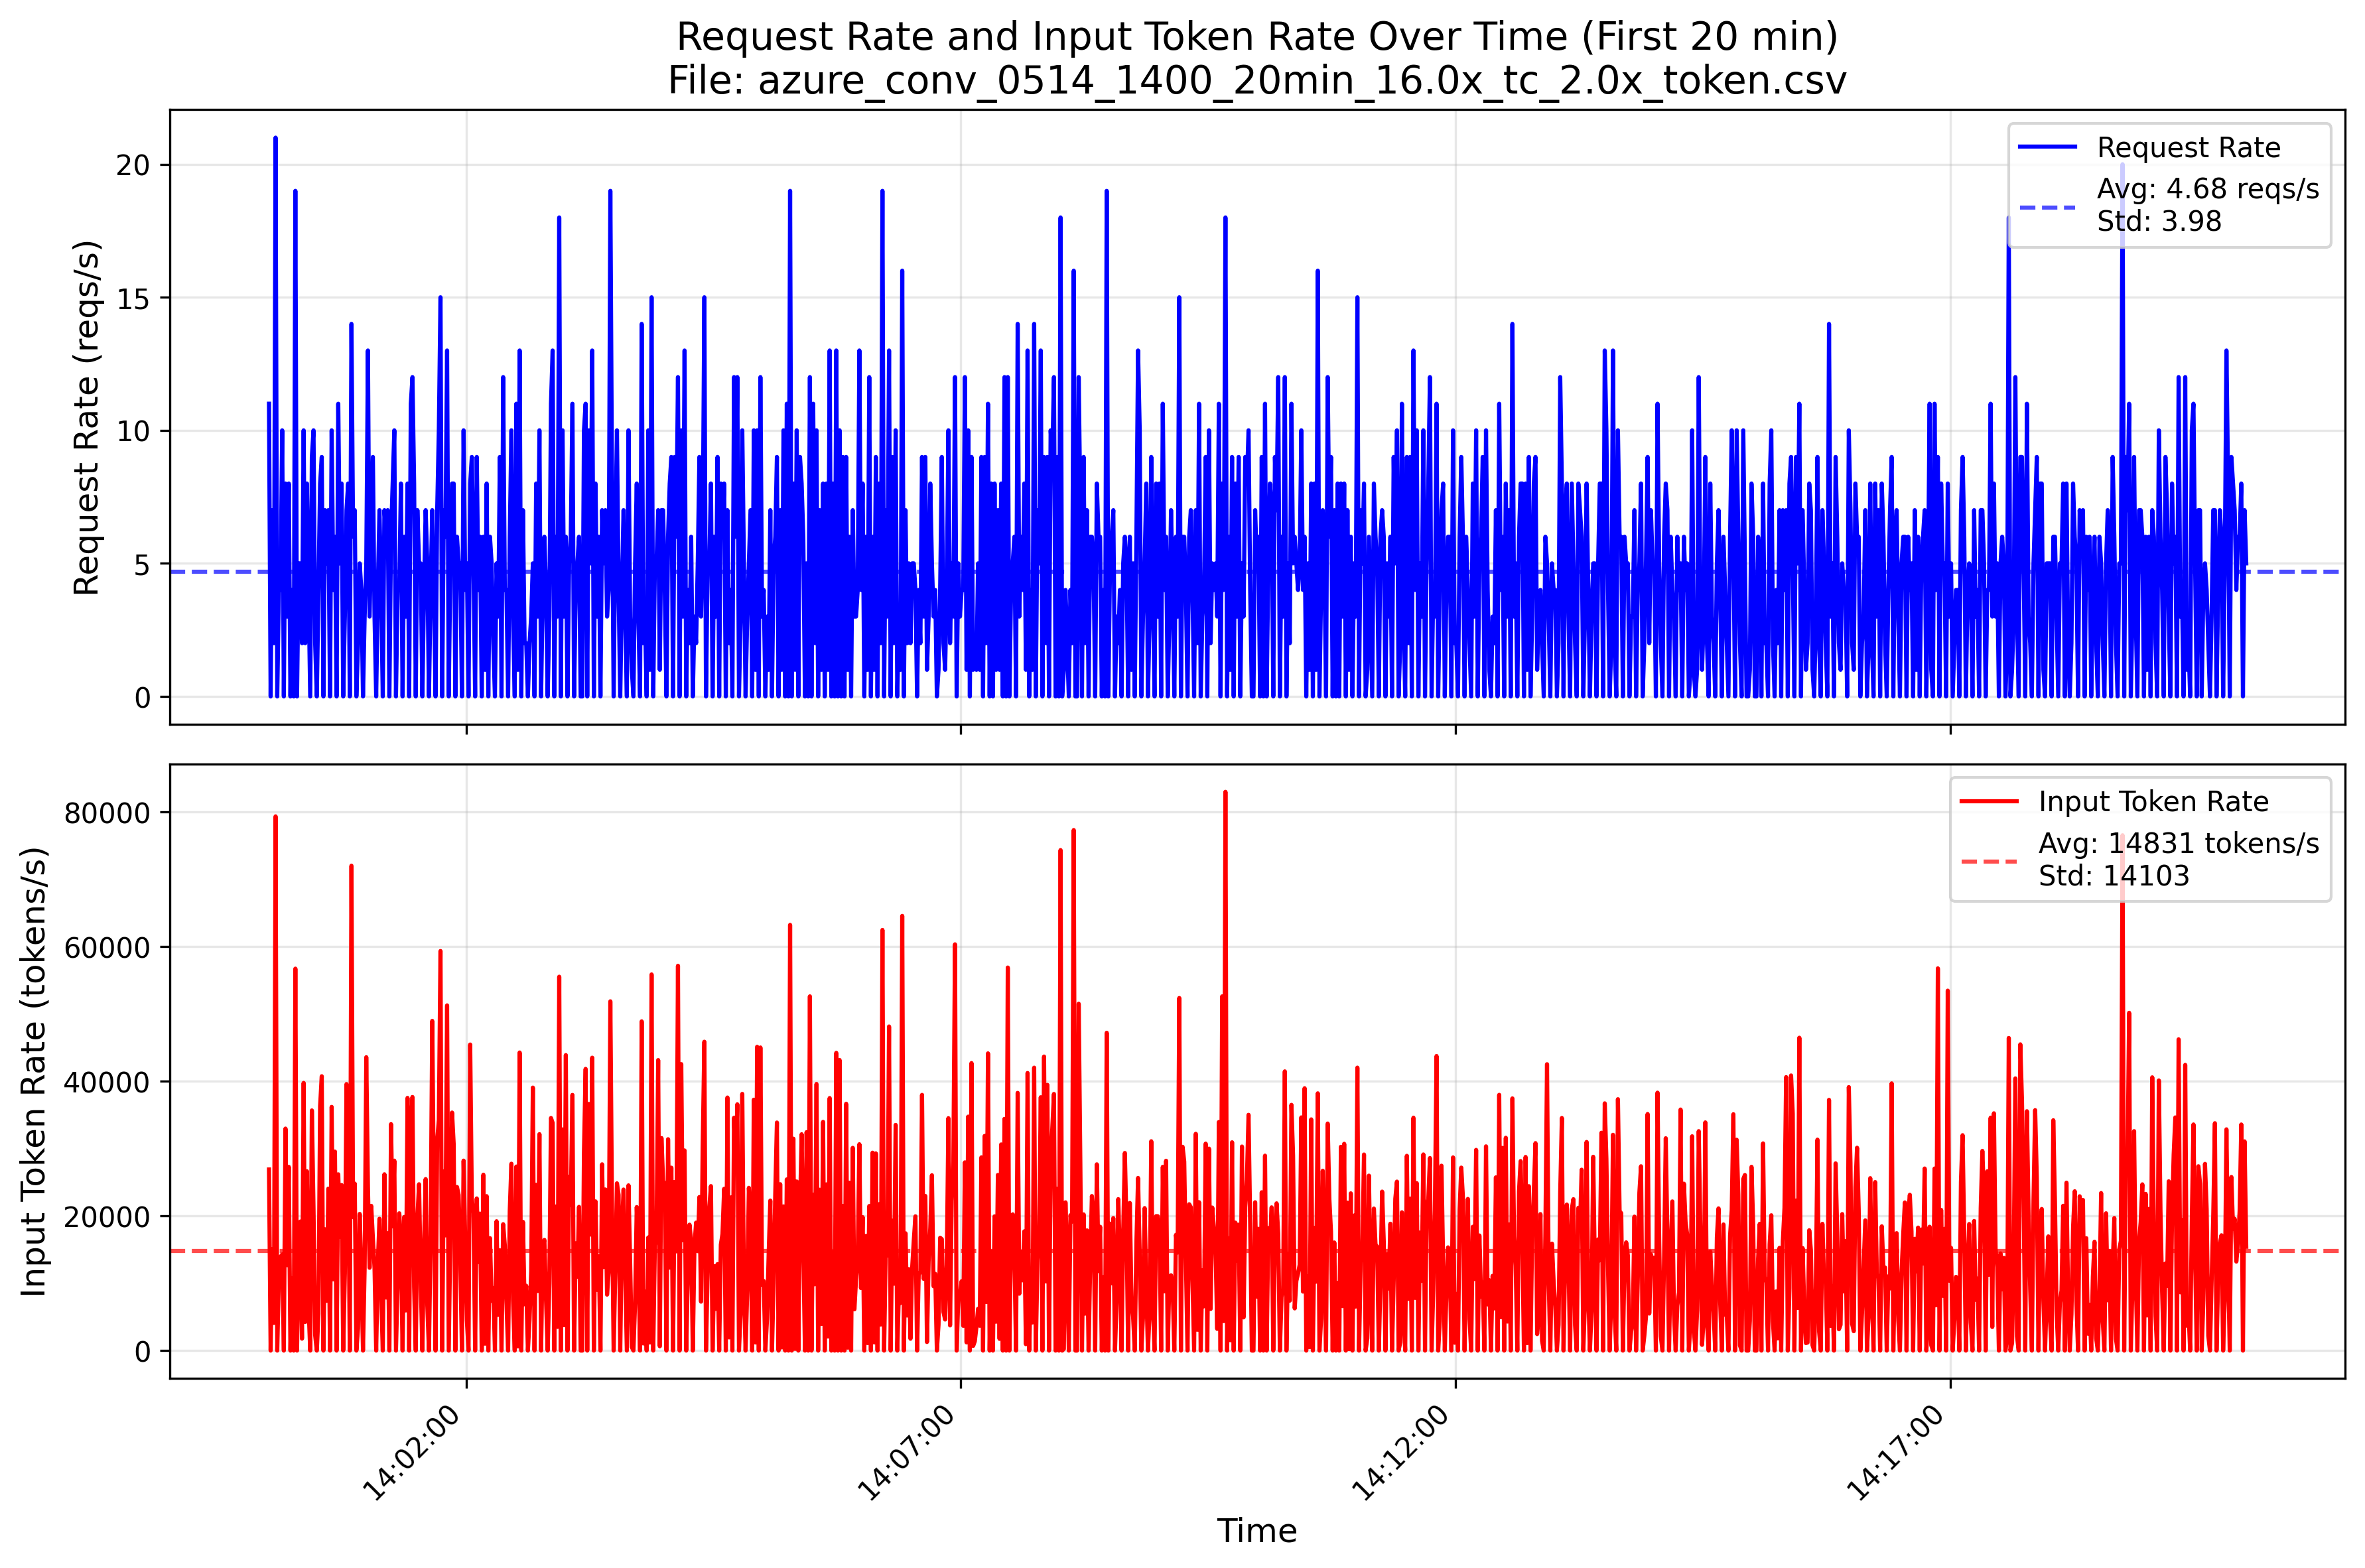 Request Rate and Input Token Rate Over Time (First 20 min)
File: azure_conv_0514_1400_20min_16.0x_tc_2.0x_token.csv
Request Rate (reqs/s)
20
15
10
5
0
Request Rate
Avg: 4.68 reqs/s
Std: 3.98
Input Token Rate (tokens/s)
80000
60000
40000
20000
0
Input Token Rate
Avg: 14831 tokens/s
Std: 14103
14:02:00
14:07:00
14:12:00
14:17:00
Time